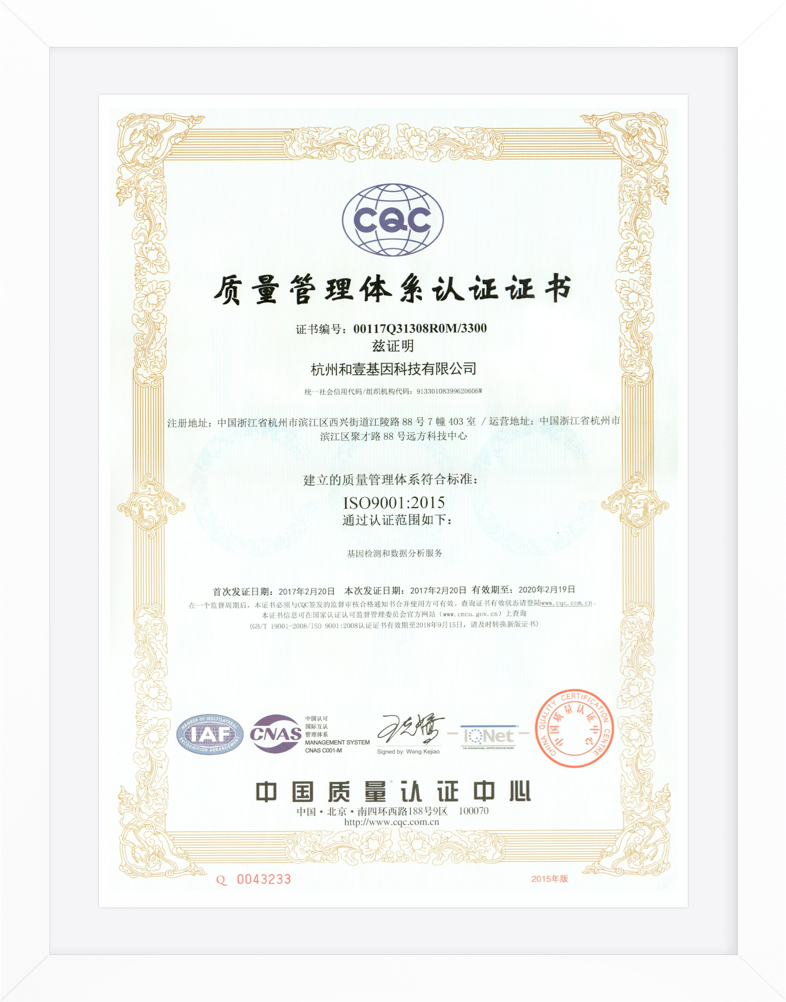 CQC
质量管理体系认证证书
证书编号：00117Q31308R0M/3300
兹证明
杭州和壹基因科技有限公司
统一社会信用代码/组织机构代码：91330108399620606W
注册地址：中国浙江省杭州市滨江区西兴街道江陵路 88 号 7 幢 403 室 / 运营地址：中国浙江省杭州市
滨江区聚才路 88 号远方科技中心
建立的质量管理体系符合标准：
ISO9001:2015
通过认证范围如下：
基因检测和数据分析服务
首次发证日期：2017年2月20日 本次发证日期：2017年2月20日 有效期至：2020年2月19日
在一个监督周期后，本证书必须与CQC签发的监督审核合格通知书合并使用方可有效。查询证书有效状态请登陆www.cqc.com.cn。
本证书信息可在国家认证认可监督管理委员会官方网站（www.cnca.gov.cn）上查询
(GB/T 19001-2008/ISO 9001:2008认证证书有效期至2018年9月15日，请及时转换新版证书)
MEMBER OF MULTILATERAL
IAF
RECOGNITION ARRANGEMENT
CNAS
中国认可
国际互认
管理体系
MANAGEMENT SYSTEM
CNAS C001-M
Signed by: Wang Kejiao
IQNet
THE INTERNATIONAL CERTIFICATION NETWORK
CHINA QUALITY CERTIFICATION CENTRE
中国质量认证中心
中国质量认证中心
中国·北京·南四环西路188号9区 100070
http://www.cqc.com.cn
Q 0043233
2015年版